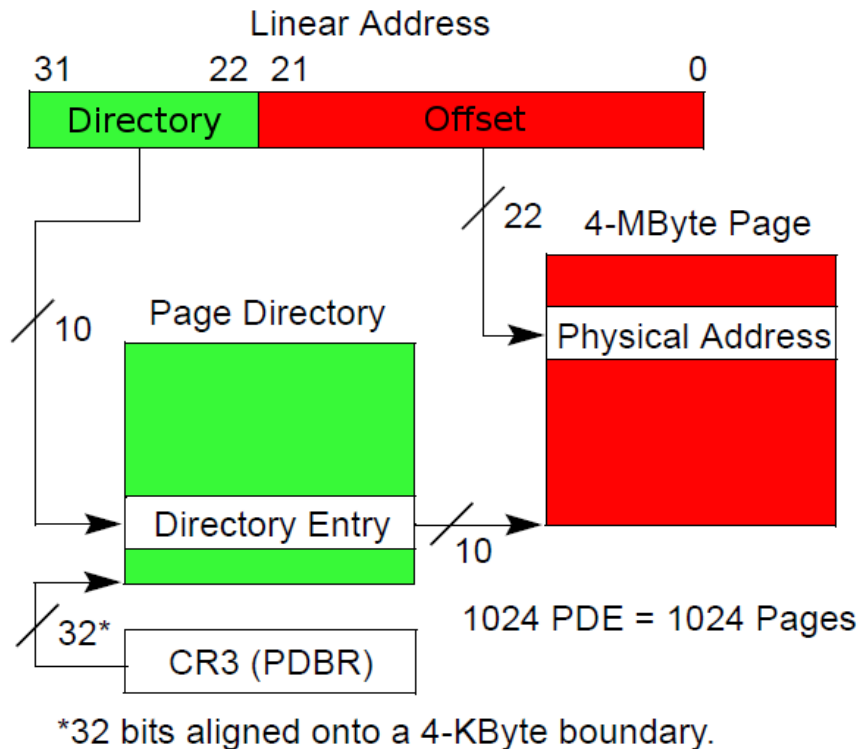 Linear Address
31 22 21 0
Directory Offset
22
4-MByte Page
10
Page Directory
Physical Address
Directory Entry
10
1024 PDE = 1024 Pages
32*
CR3 (PDBR)
*32 bits aligned onto a 4-KByte boundary.